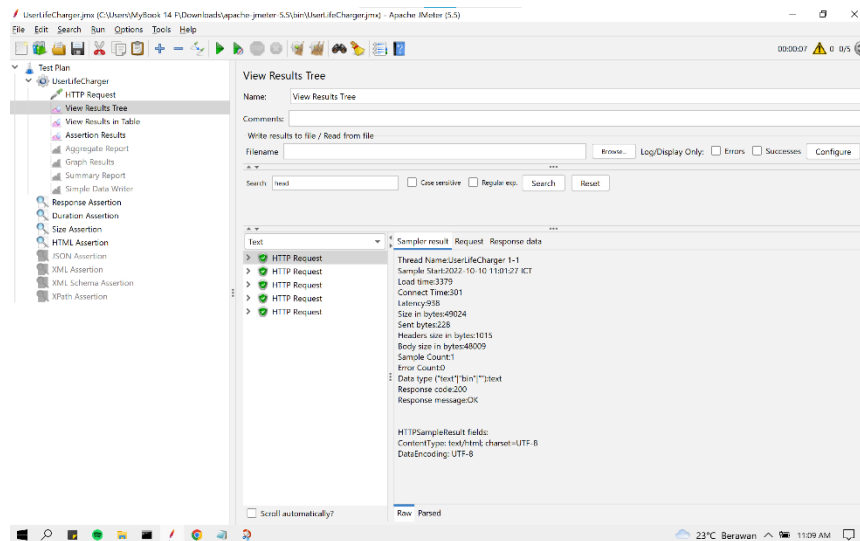 UserLifeCharger.jmx (C:\Users\MyBook 14 F\Downloads\apache-jmeter-5.5\bin\UserLifeCharger.jmx) - Apache JMeter (5.5)
File Edit Search Run Options Tools Help
00:00:07 0 0/5
Test Plan
UserLifeCharger
HTTP Request
View Results Tree
View Results in Table
Assertion Results
Aggregate Report
Graph Results
Summary Report
Simple Data Writer
Response Assertion
Duration Assertion
Size Assertion
HTML Assertion
JSON Assertion
XML Assertion
XML Schema Assertion
XPath Assertion
View Results Tree
Name: View Results Tree
Comments:
Write results to file / Read from file
Filename Browse... Log/Display Only: Errors Successes Configure
Search: head Case sensitive Regular exp. Search Reset
Text
HTTP Request
HTTP Request
HTTP Request
HTTP Request
HTTP Request
Scroll automatically?
Sampler result Request Response data
Thread Name:UserLifeCharger 1-1
Sample Start:2022-10-10 11:01:27 ICT
Load time:3379
Connect Time:301
Latency:938
Size in bytes:49024
Sent bytes:228
Headers size in bytes:1015
Body size in bytes:48009
Sample Count:1
Error Count:0
Data type ("text"|"bin"|""):text
Response code:200
Response message:OK
HTTPSampleResult fields:
ContentType: text/html; charset=UTF-8
DataEncoding: UTF-8
Raw Parsed
23°C Berawan 11:09 AM